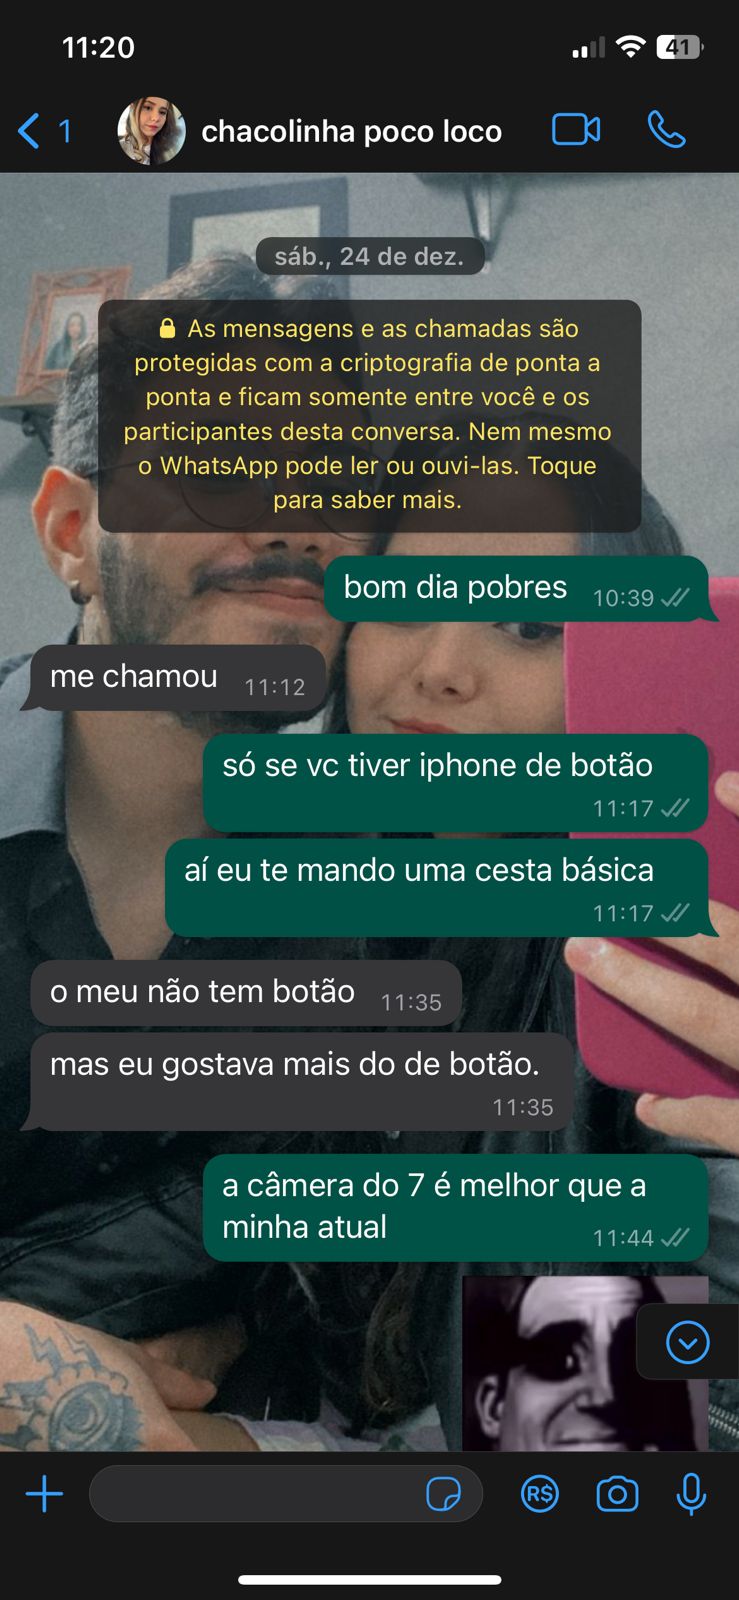 11:20
41
1
chacolinha poco loco
sáb., 24 de dez.
As mensagens e as chamadas são
protegidas com a criptografia de ponta a
ponta e ficam somente entre você e os
participantes desta conversa. Nem mesmo
o WhatsApp pode ler ou ouvi-las. Toque
para saber mais.
bom dia pobres 10:39
me chamou 11:12
só se vc tiver iphone de botão
11:17
aí eu te mando uma cesta básica
11:17
o meu não tem botão 11:35
mas eu gostava mais do de botão.
11:35
a câmera do 7 é melhor que a
minha atual 11:44
R$